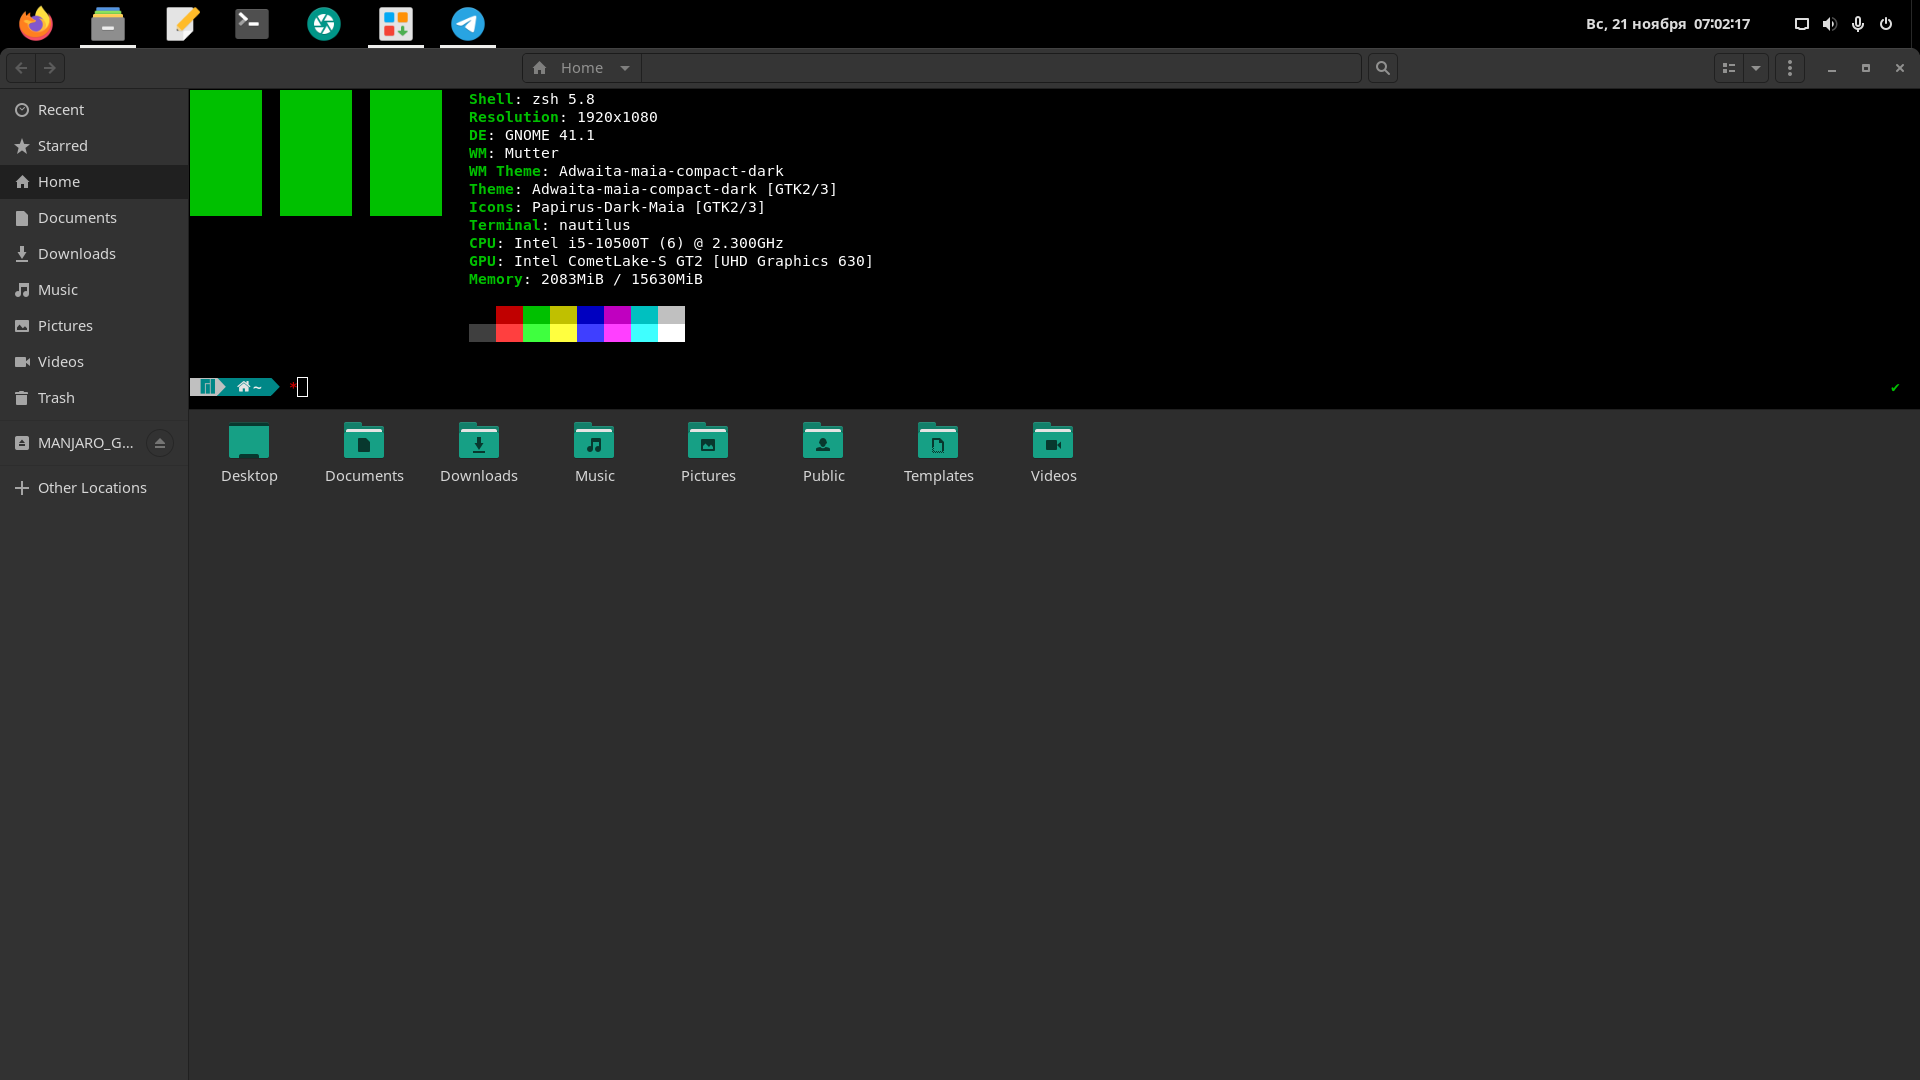 Вс, 21 ноября 07:02:17
Home
Recent
Starred
Home
Documents
Downloads
Music
Pictures
Videos
Trash
MANJARO_G...
Other Locations
Shell: zsh 5.8
Resolution: 1920x1080
DE: GNOME 41.1
WM: Mutter
WM Theme: Adwaita-maia-compact-dark
Theme: Adwaita-maia-compact-dark [GTK2/3]
Icons: Papirus-Dark-Maia [GTK2/3]
Terminal: nautilus
CPU: Intel i5-10500T (6) @ 2.300GHz
GPU: Intel CometLake-S GT2 [UHD Graphics 630]
Memory: 2083MiB / 15630MiB
~ *
Desktop
Documents
Downloads
Music
Pictures
Public
Templates
Videos